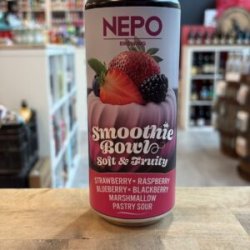 NEPO
Smoothie
Bowl
Soft & Fruity
STRAWBERRY • RASPBERRY
BLUEBERRY • BLACKBERRY
MARSHMALLOW
PASTRY SOUR